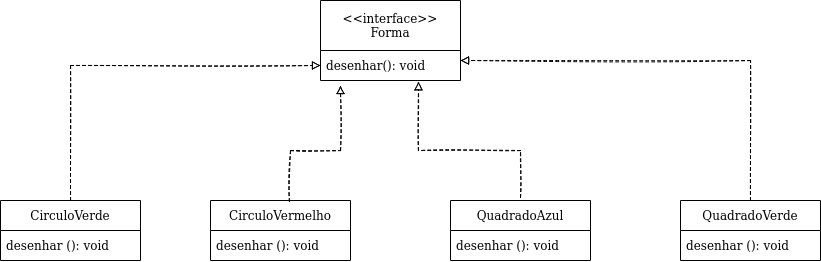 <<interface>>
Forma
desenhar(): void
CirculoVerde
desenhar (): void
CirculoVermelho
desenhar (): void
QuadradoAzul
desenhar (): void
QuadradoVerde
desenhar (): void